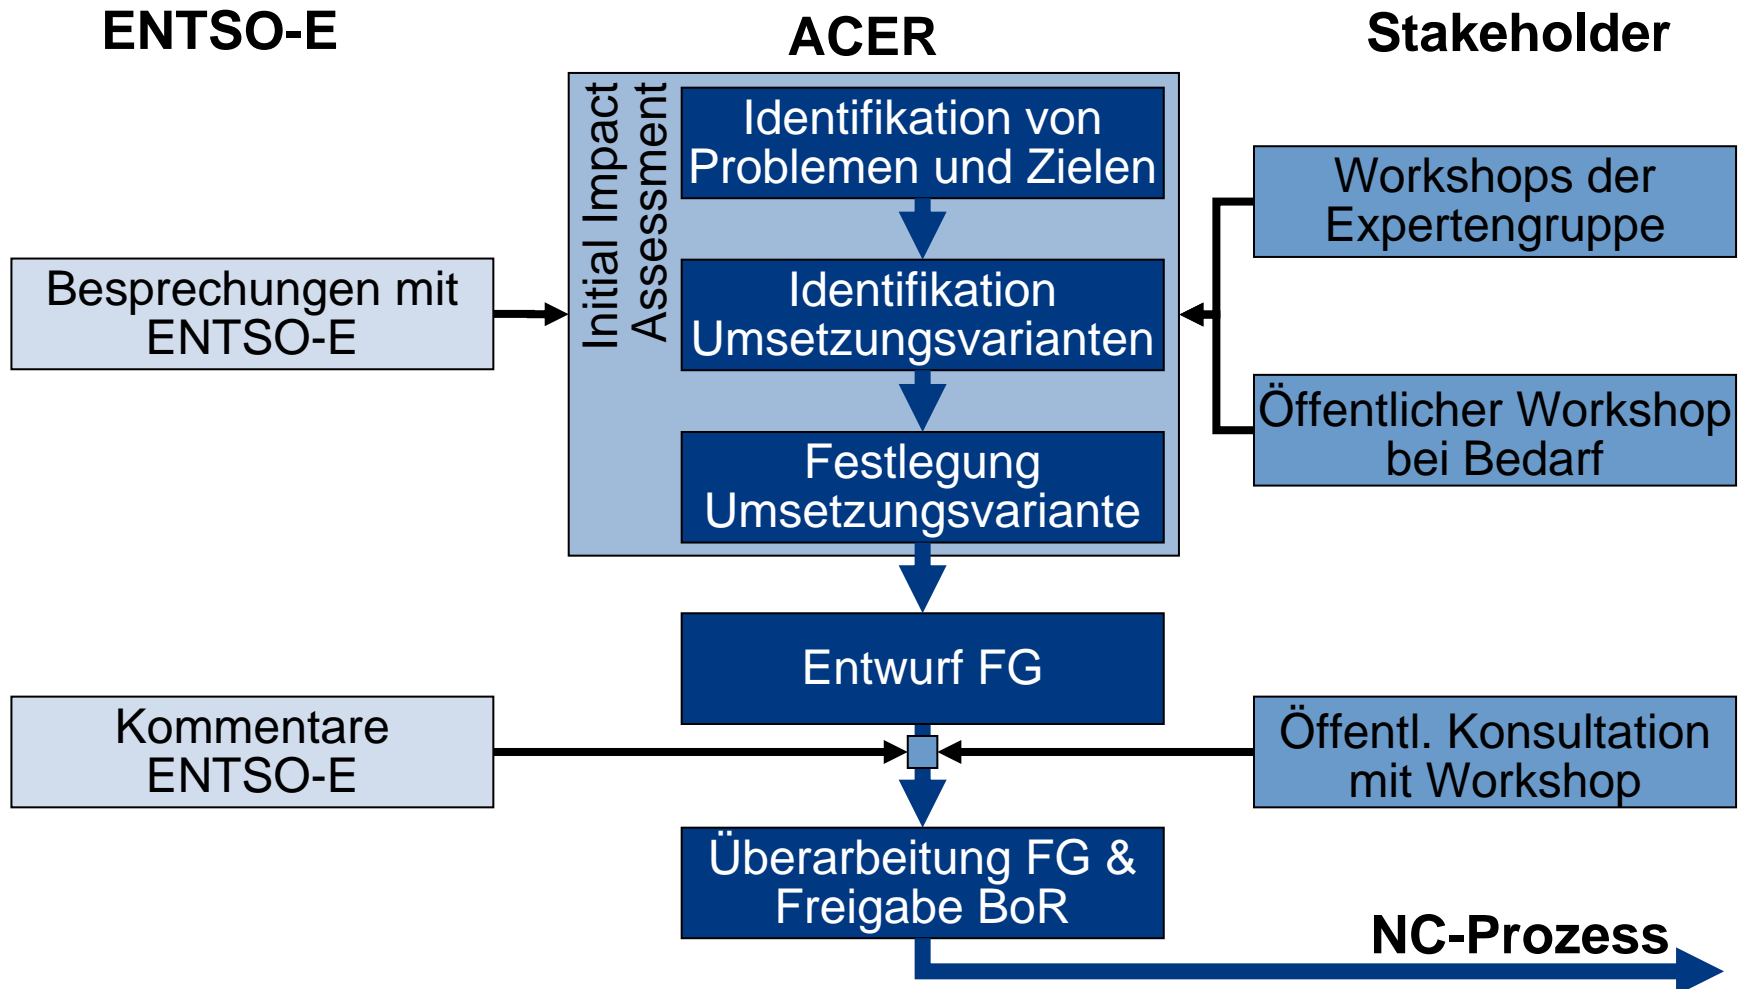 ENTSO-E
ACER
Stakeholder
Initial Impact
Assessment
Identifikation von
Problemen und Zielen
Workshops der
Expertengruppe
Besprechungen mit
ENTSO-E
Identifikation
Umsetzungsvarianten
Öffentlicher Workshop
bei Bedarf
Festlegung
Umsetzungsvariante
Entwurf FG
Kommentare
ENTSO-E
Öffentl. Konsultation
mit Workshop
Überarbeitung FG &
Freigabe BoR
NC-Prozess